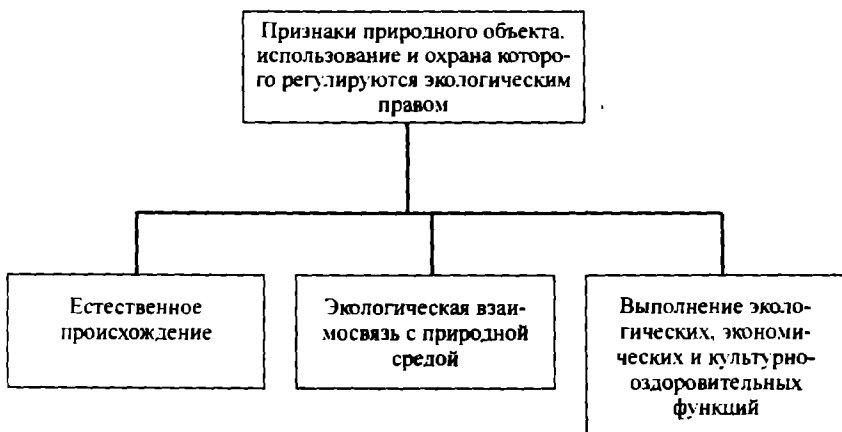 Признаки природного объекта.
использование и охрана которо-
го регулируются экологическим
правом
Естественное
происхождение
Экологическая взаи-
мосвязь с природной
средой
Выполнение эколо-
гических, экономи-
ческих и культурно-
оздоровительных
функций